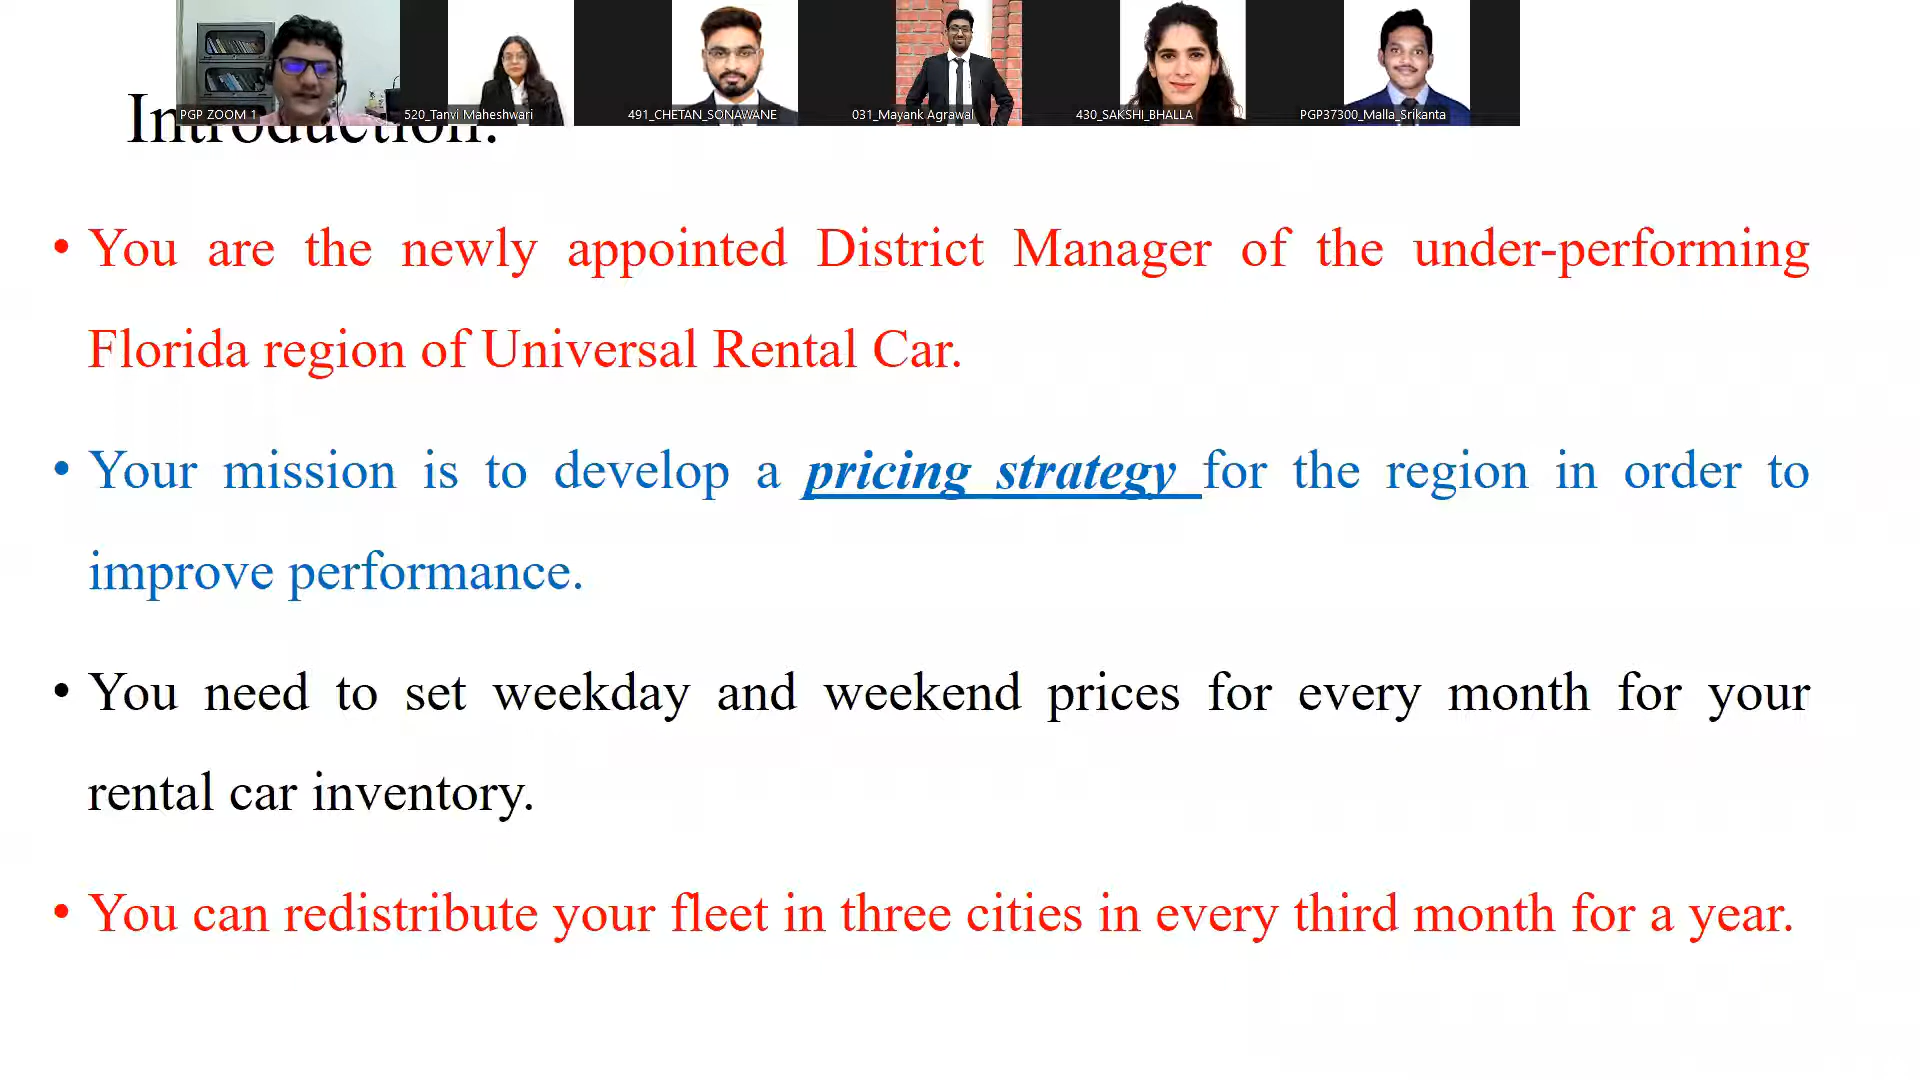 PGP ZOOM 1
520_Tanvi Maheshwari
491_CHETAN_SONAWANE
031_Mayank Agrawal
430_SAKSHI_BHALLA
PGP37300_Malla_Srikanta
Introduction:
• You are the newly appointed District Manager of the under-performing
Florida region of Universal Rental Car.
• Your mission is to develop a pricing strategy for the region in order to
improve performance.
• You need to set weekday and weekend prices for every month for your
rental car inventory.
• You can redistribute your fleet in three cities in every third month for a year.